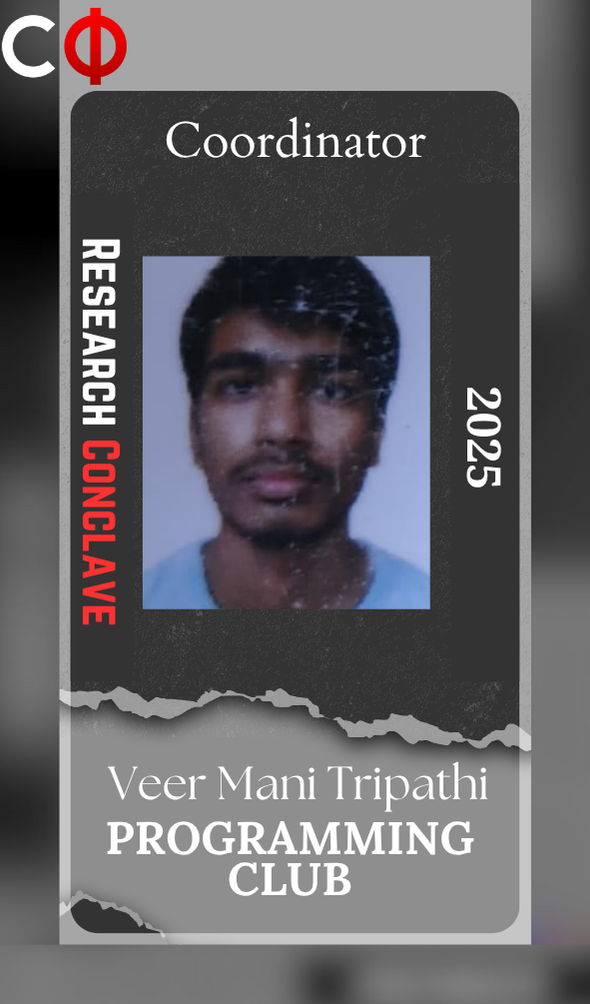 CΦ
Coordinator
RESEARCH CONCLAVE
2025
Veer Mani Tripathi
PROGRAMMING
CLUB